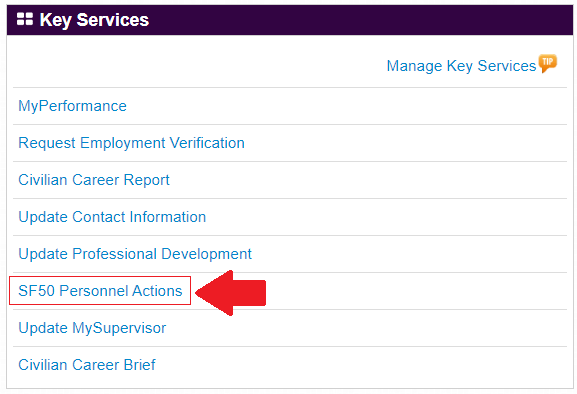 Key Services
Manage Key Services TIP
MyPerformance
Request Employment Verification
Civilian Career Report
Update Contact Information
Update Professional Development
SF50 Personnel Actions
Update MySupervisor
Civilian Career Brief